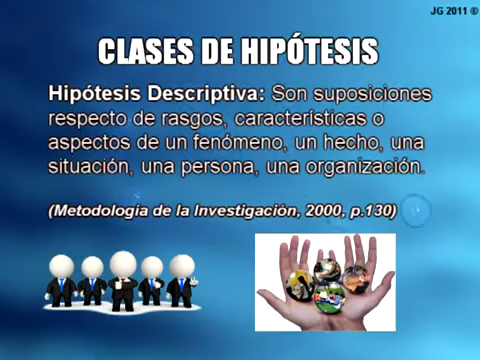 JG 2011 ®
CLASES DE HIPÓTESIS
Hipótesis Descriptiva: Son suposiciones
respecto de rasgos, características o
aspectos de un fenómeno, un hecho, una
situación, una persona, una organización.
(Metodologia de la Investigación, 2000, p.130)